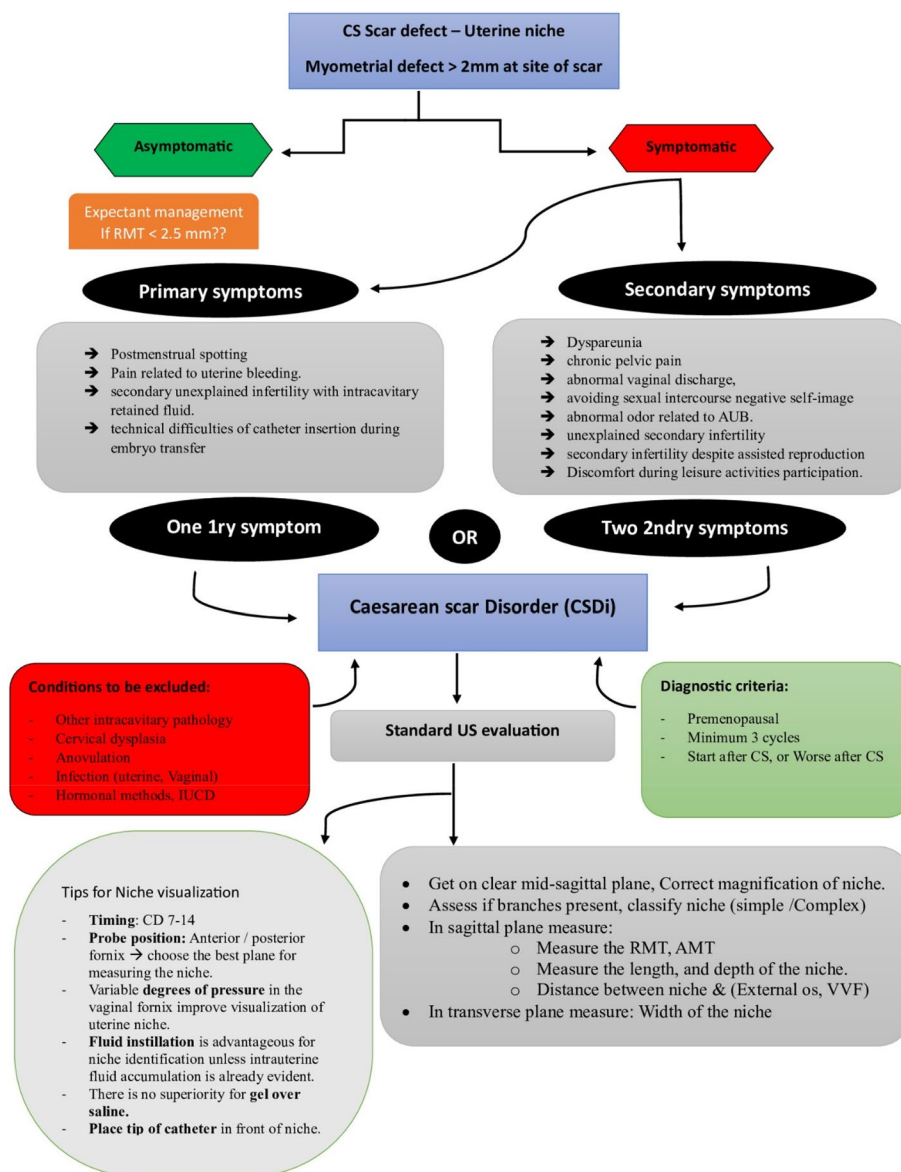 CS Scar defect – Uterine niche
Myometrial defect > 2mm at site of scar
Asymptomatic
Symptomatic
Expectant management
If RMT < 2.5 mm??
Primary symptoms
Secondary symptoms
➔ Postmenstrual spotting
➔ Pain related to uterine bleeding.
➔ secondary unexplained infertility with intracavitary
retained fluid.
➔ technical difficulties of catheter insertion during
embryo transfer
➔ Dyspareunia
➔ chronic pelvic pain
➔ abnormal vaginal discharge,
➔ avoiding sexual intercourse negative self-image
➔ abnormal odor related to AUB.
➔ unexplained secondary infertility
➔ secondary infertility despite assisted reproduction
➔ Discomfort during leisure activities participation.
One 1ry symptom
OR
Two 2ndry symptoms
Caesarean scar Disorder (CSDi)
Conditions to be excluded:
- Other intracavitary pathology
- Cervical dysplasia
- Anovulation
- Infection (uterine, Vaginal)
- Hormonal methods, IUCD
Standard US evaluation
Diagnostic criteria:
- Premenopausal
- Minimum 3 cycles
- Start after CS, or Worse after CS
Tips for Niche visualization
- Timing: CD 7-14
- Probe position: Anterior / posterior
fornix → choose the best plane for
measuring the niche.
- Variable degrees of pressure in the
vaginal fornix improve visualization of
uterine niche.
- Fluid instillation is advantageous for
niche identification unless intrauterine
fluid accumulation is already evident.
- There is no superiority for gel over
saline.
- Place tip of catheter in front of niche.
• Get on clear mid-sagittal plane, Correct magnification of niche.
• Assess if branches present, classify niche (simple /Complex)
• In sagittal plane measure:
o Measure the RMT, AMT
o Measure the length, and depth of the niche.
o Distance between niche & (External os, VVF)
• In transverse plane measure: Width of the niche